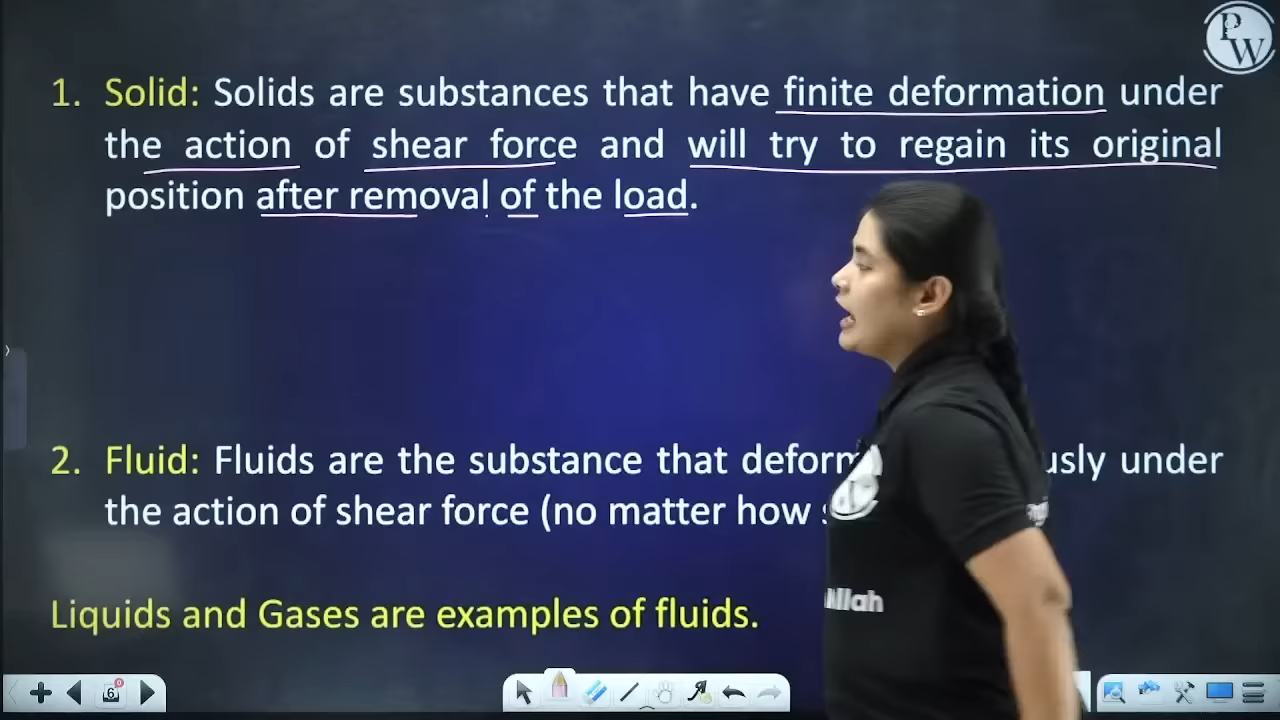 PW
1. Solid: Solids are substances that have finite deformation under
the action of shear force and will try to regain its original
position after removal of the load.
2. Fluid: Fluids are the substance that under
the action of shear force (no matter how
Liquids and Gases are examples of fluids.
6